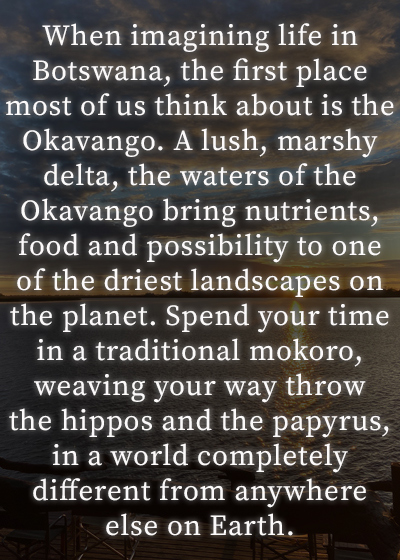 When imagining life in
Botswana, the first place
most of us think about is the
Okavango. A lush, marshy
delta, the waters of the
Okavango bring nutrients,
food and possibility to one
of the driest landscapes on
the planet. Spend your time
in a traditional mokoro,
weaving your way throw
the hippos and the papyrus,
in a world completely
different from anywhere
else on Earth.